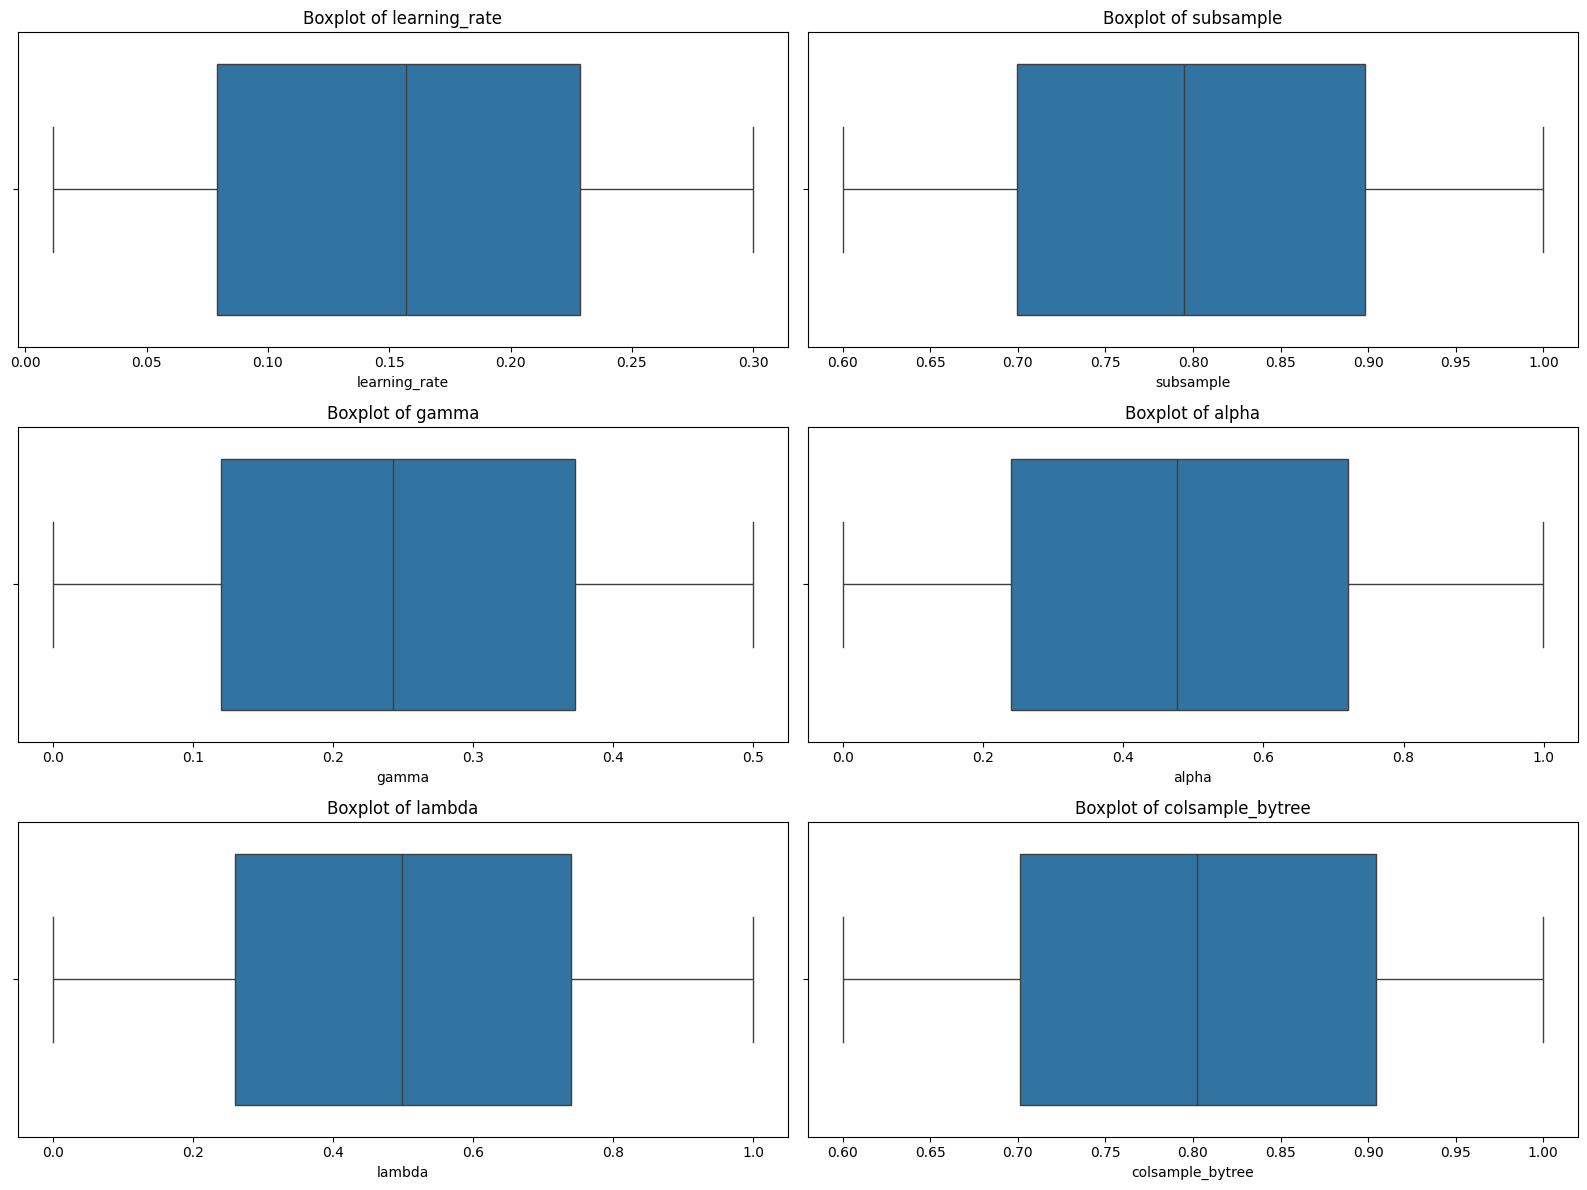 Boxplot of learning_rate
0.00 0.05 0.10 0.15 0.20 0.25 0.30
learning_rate
Boxplot of subsample
0.60 0.65 0.70 0.75 0.80 0.85 0.90 0.95 1.00
subsample
Boxplot of gamma
0.0 0.1 0.2 0.3 0.4 0.5
gamma
Boxplot of alpha
0.0 0.2 0.4 0.6 0.8 1.0
alpha
Boxplot of lambda
0.0 0.2 0.4 0.6 0.8 1.0
lambda
Boxplot of colsample_bytree
0.60 0.65 0.70 0.75 0.80 0.85 0.90 0.95 1.00
colsample_bytree